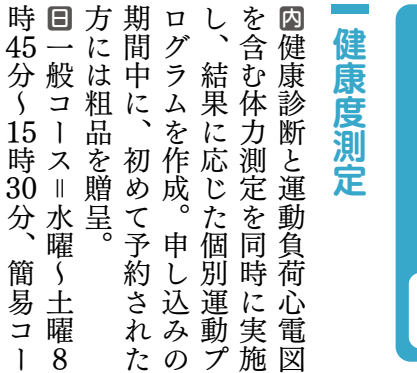 健康度測定
内健康診断と運動負荷心電図
を含む体力測定を同時に実施
し、結果に応じた個別運動プ
ログラムを作成。申し込みの
期間中に、初めて予約された
方には粗品を贈呈。
日一般コース＝水曜～土曜８
時45分～15時30分、簡易コー